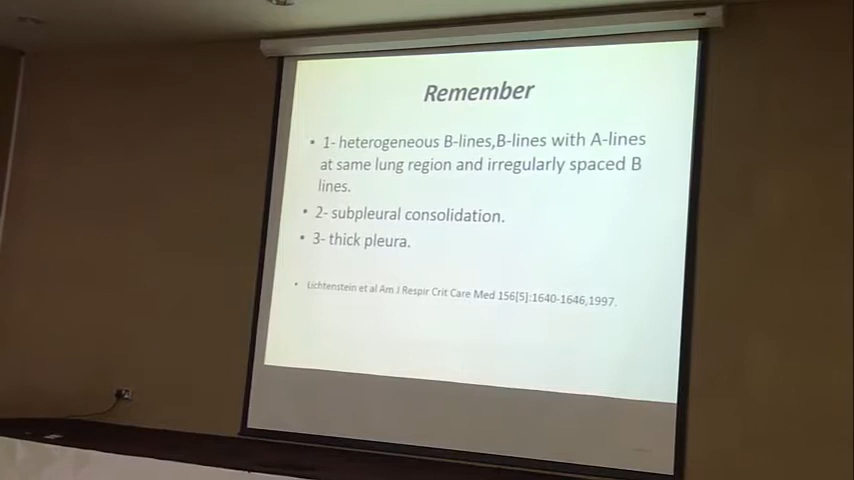 Remember
• 1- heterogeneous B-lines,B-lines with A-lines
at same lung region and irregularly spaced B
lines.
• 2- subpleural consolidation.
• 3- thick pleura.
• Lichtenstein et al Am J Respir Crit Care Med 156[5]:1640-1646,1997.